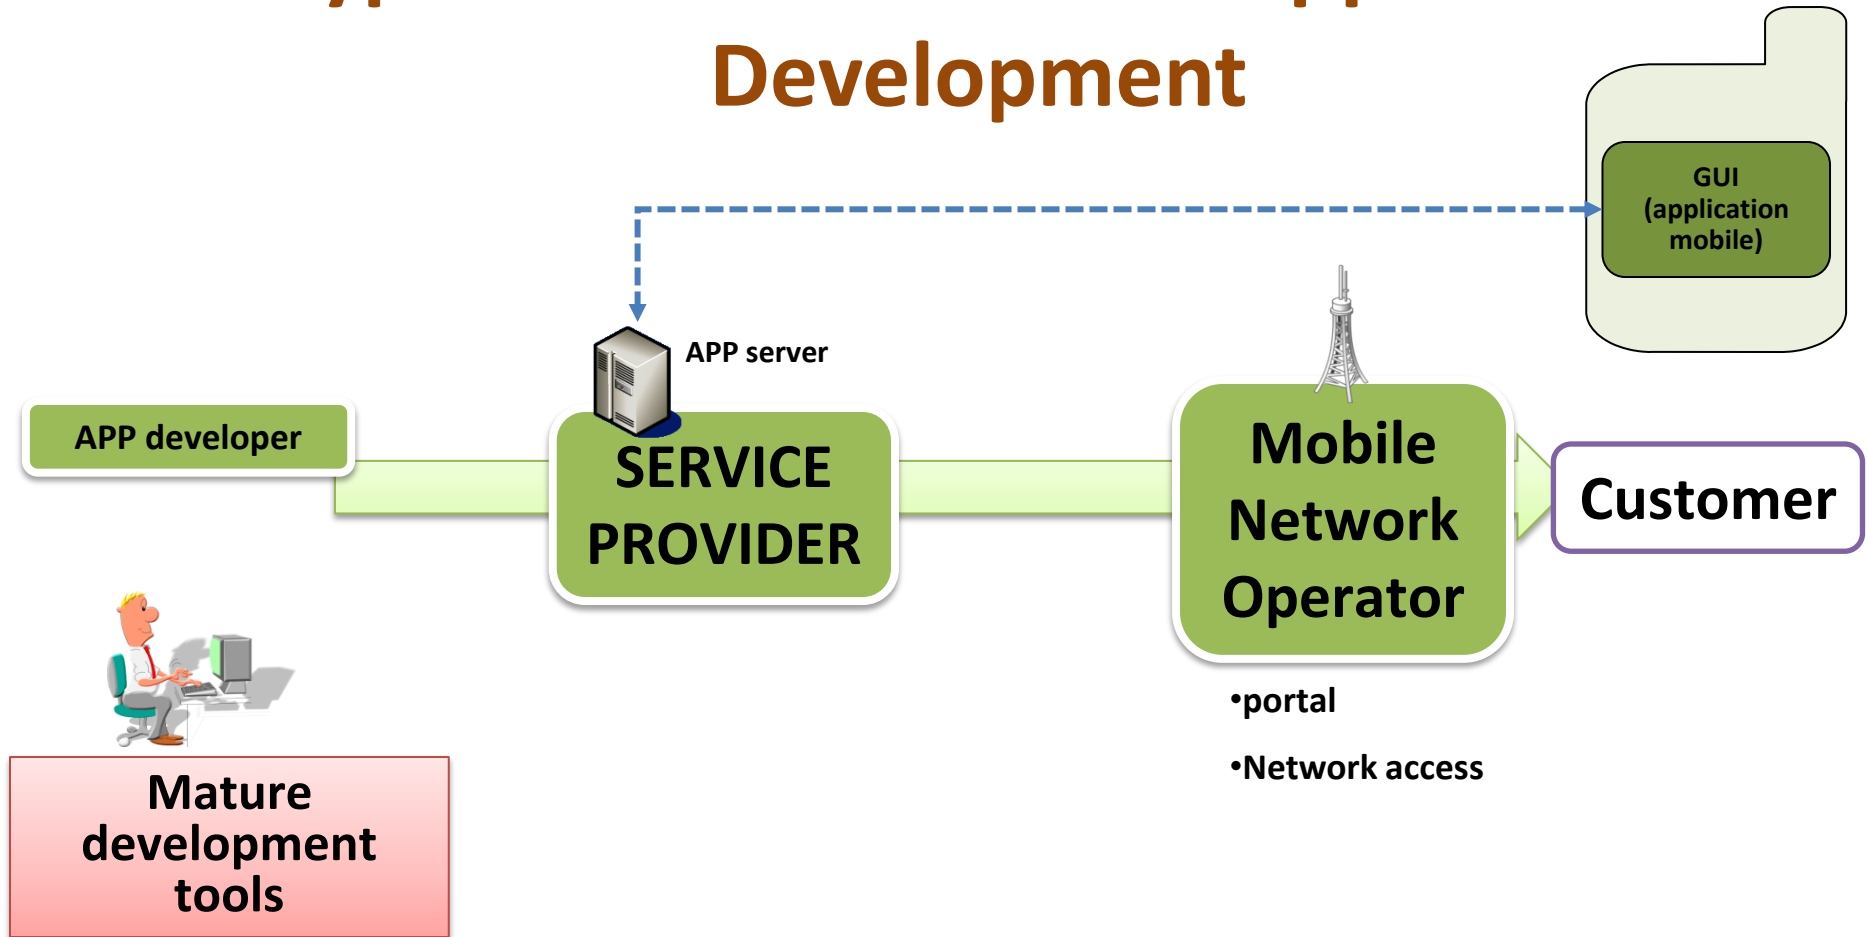 Development
GUI
(application
mobile)
APP server
APP developer
SERVICE
PROVIDER
Mobile
Network
Operator
Customer
•portal
•Network access
Mature
development
tools